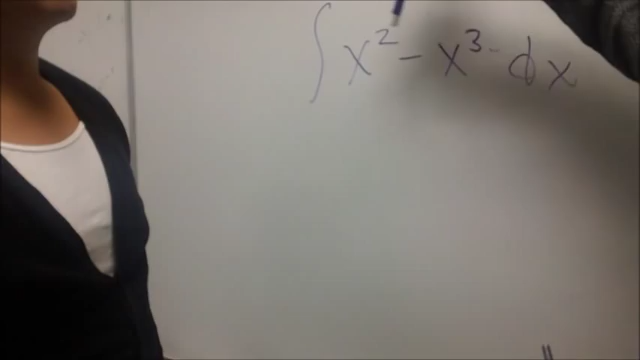 ∫ x² - x³ - dx